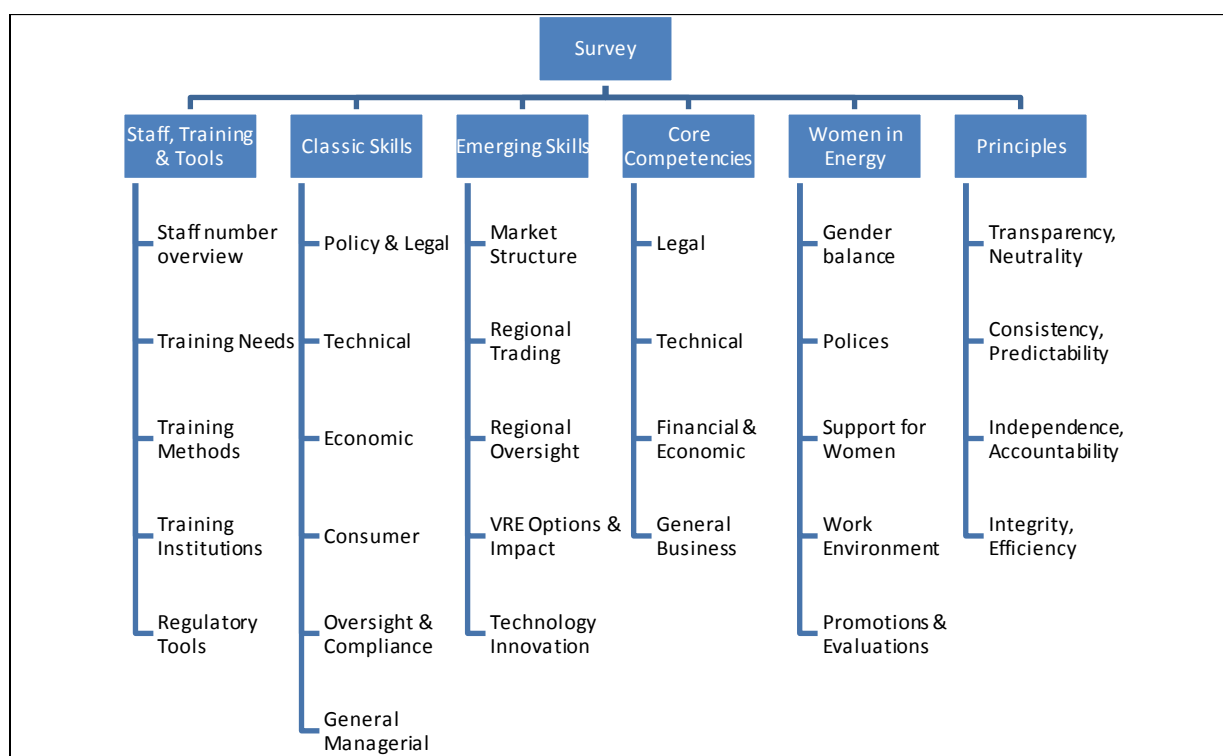 Survey
Staff, Training
& Tools
Classic Skills
Emerging Skills
Core
Competencies
Women in
Energy
Principles
Staff number
overview
Training Needs
Training
Methods
Training
Institutions
Regulatory
Tools
Policy & Legal
Technical
Economic
Consumer
Oversight &
Compliance
General
Managerial
Market
Structure
Regional
Trading
Regional
Oversight
VRE Options &
Impact
Technology
Innovation
Legal
Technical
Financial &
Economic
General
Business
Gender
balance
Polices
Support for
Women
Work
Environment
Promotions &
Evaluations
Transparency,
Neutrality
Consistency,
Predictability
Independence,
Accountability
Integrity,
Efficiency